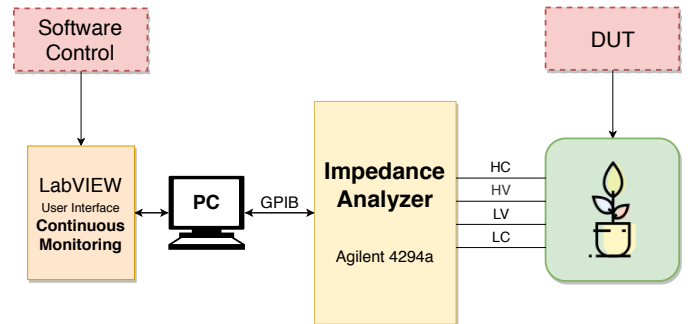 Software
Control
DUT
LabVIEW
User Interface
Continuous
Monitoring
PC
GPIB
Impedance
Analyzer
Agilent 4294a
HC
HV
LV
LC